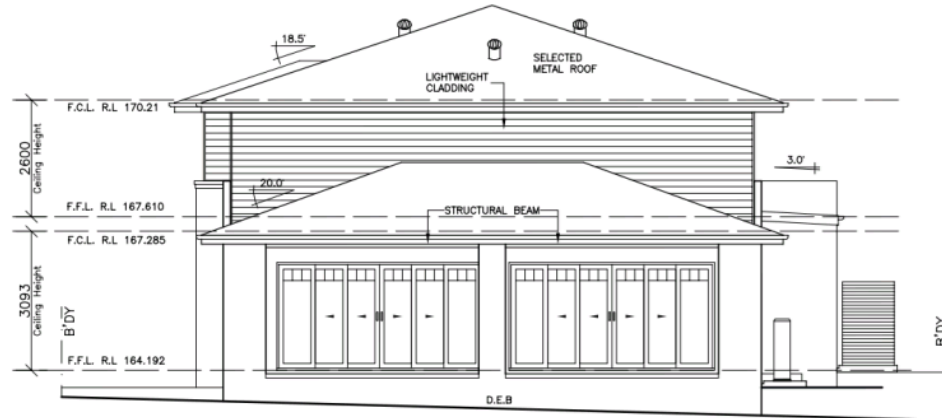 18.5'
SELECTED
METAL ROOF
LIGHTWEIGHT
CLADDING
F.C.L. R.L 170.21
2600
Ceiling Height
3.0'
20.0'
F.F.L. R.L 167.610
STRUCTURAL BEAM
F.C.L. R.L 167.285
3093
Ceiling Height
B'DY
B'DY
F.F.L. R.L 164.192
D.E.B